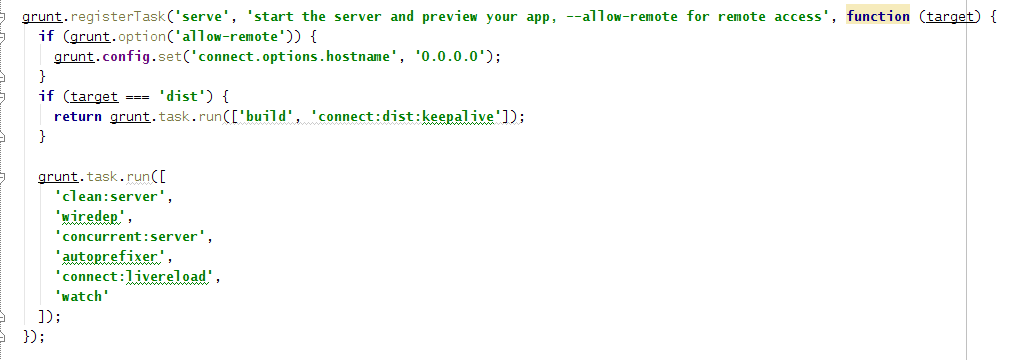 grunt.registerTask('serve', 'start the server and preview your app, --allow-remote for remote access', function (target) {
if (grunt.option('allow-remote')) {
grunt.config.set('connect.options.hostname', '0.0.0.0');
}
if (target === 'dist') {
return grunt.task.run(['build', 'connect:dist:keepalive']);
}
grunt.task.run([
'clean:server',
'wiredep',
'concurrent:server',
'autoprefixer',
'connect:livereload',
'watch'
]);
});